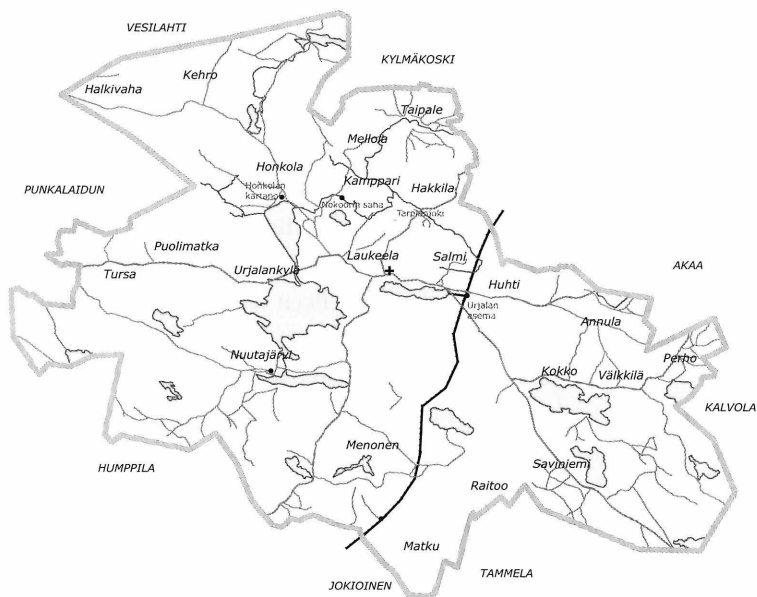 VESILAHTI
KYLMÄKOSKI
Kehro
Halkivaha
Taipale
Mellola
Honkola
Kamppari
Hakkila
Honkolan
kartano
Nokoorin saha
PUNKALAIDUN
Puolimatka
Laukeela
Salmi
AKAA
Tursa
Urjalankylä
Huhti
Urjalan
asema
Annula
Nuutajärvi
Perho
Kokko
Välkkilä
KALVOLA
Menonen
HUMPPILA
Saviniemi
Raitoo
Matku
TAMMELA
JOKIOINEN